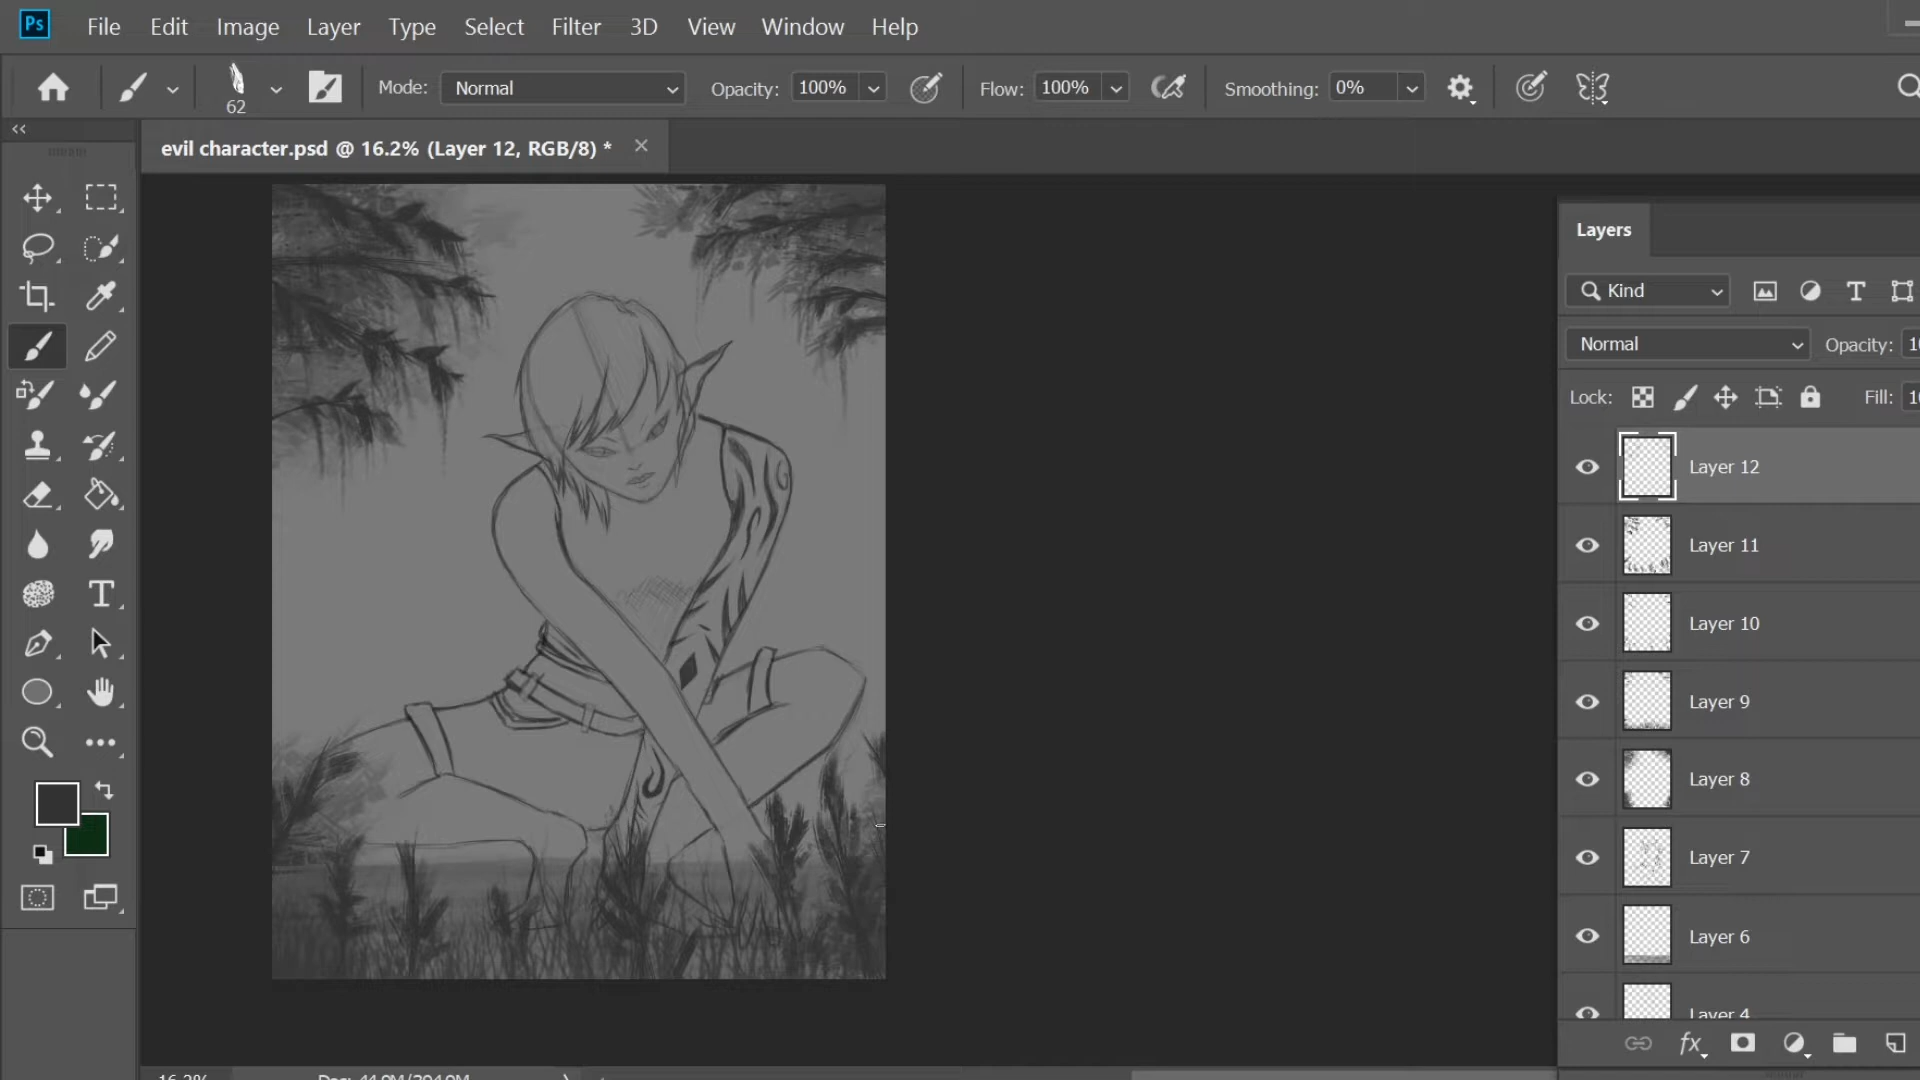 Ps File Edit Image Layer Type Select Filter 3D View Window Help
62 Mode: Normal Opacity: 100% Flow: 100% Smoothing: 0%
evil character.psd @ 16.2% (Layer 12, RGB/8) *
Layers
Kind
Normal Opacity:
Lock: Fill:
Layer 12
Layer 11
Layer 10
Layer 9
Layer 8
Layer 7
Layer 6
Layer 4
fx
16.2%